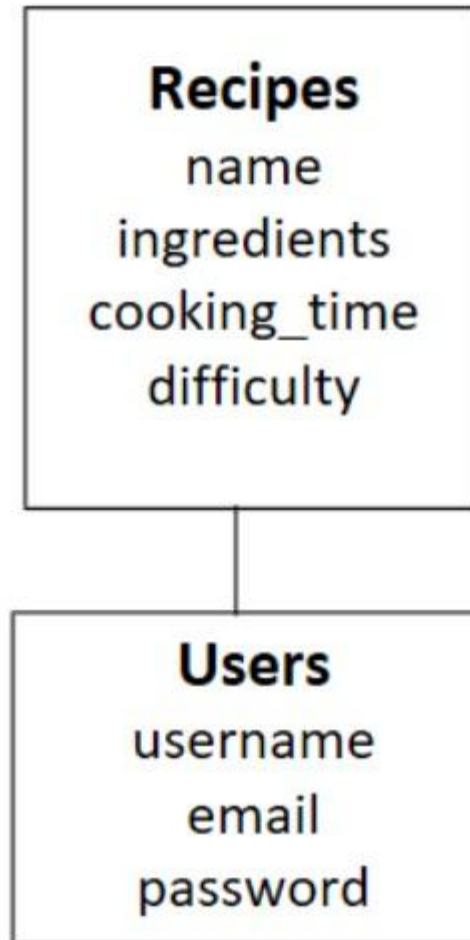 Recipes
name
ingredients
cooking_time
difficulty
Users
username
email
password